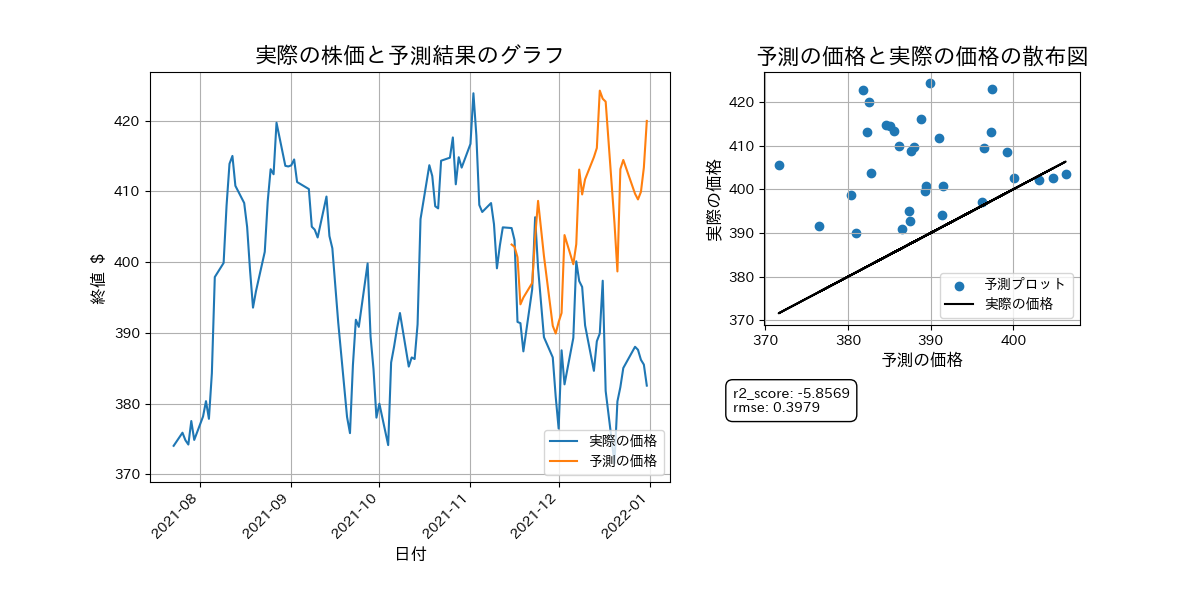 実際の株価と予測結果のグラフ
終値 $
420
410
400
390
380
370
2021-08
2021-09
2021-10
2021-11
2021-12
2022-01
日付
実際の価格
予測の価格
予測の価格と実際の価格の散布図
実際の価格
420
410
400
390
380
370
370
380
390
400
予測の価格
予測プロット
実際の価格
r2_score: -5.8569
rmse: 0.3979